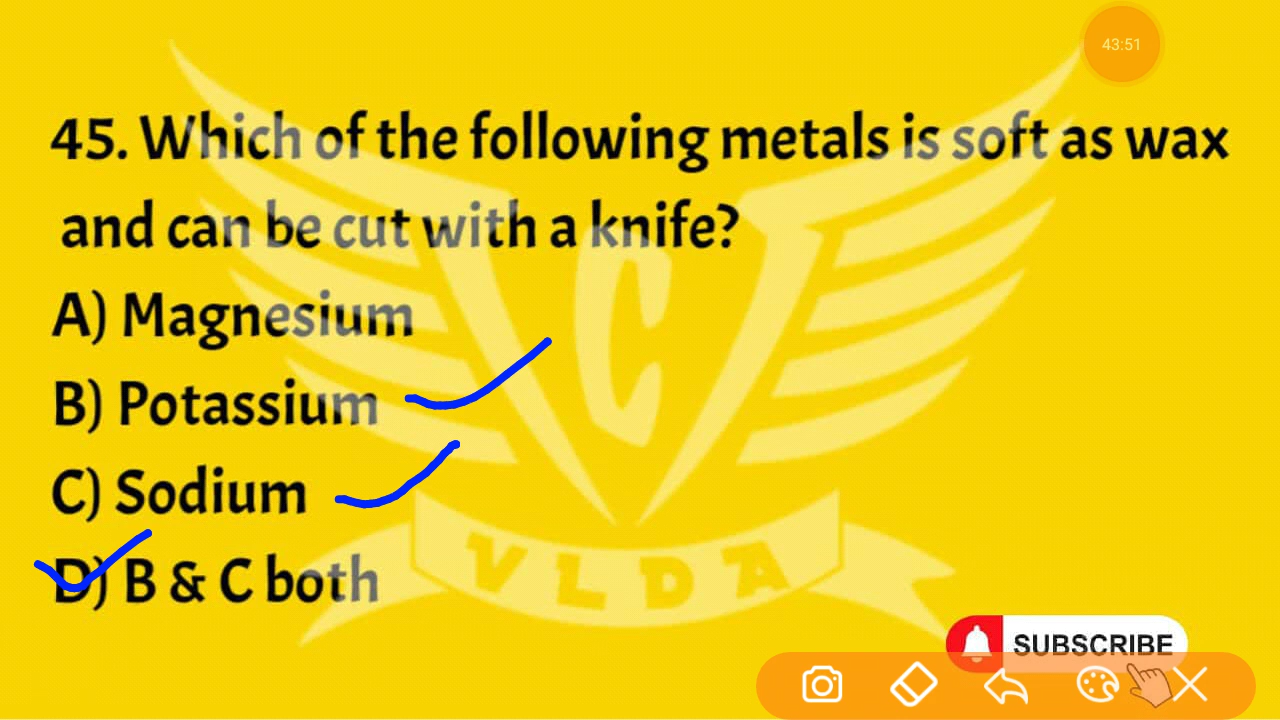 43:51
45. Which of the following metals is soft as wax
and can be cut with a knife?
A) Magnesium
B) Potassium
C) Sodium
D) B & C both
C
VLDA
SUBSCRIBE